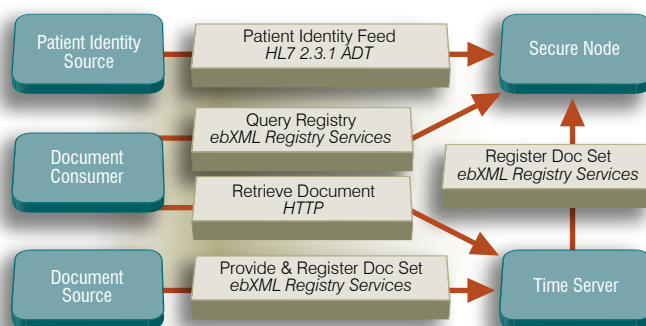 Patient Identity
Source
Patient Identity Feed
HL7 2.3.1 ADT
Secure Node
Query Registry
ebXML Registry Services
Document
Consumer
Register Doc Set
ebXML Registry Services
Retrieve Document
HTTP
Document
Source
Provide & Register Doc Set
ebXML Registry Services
Time Server